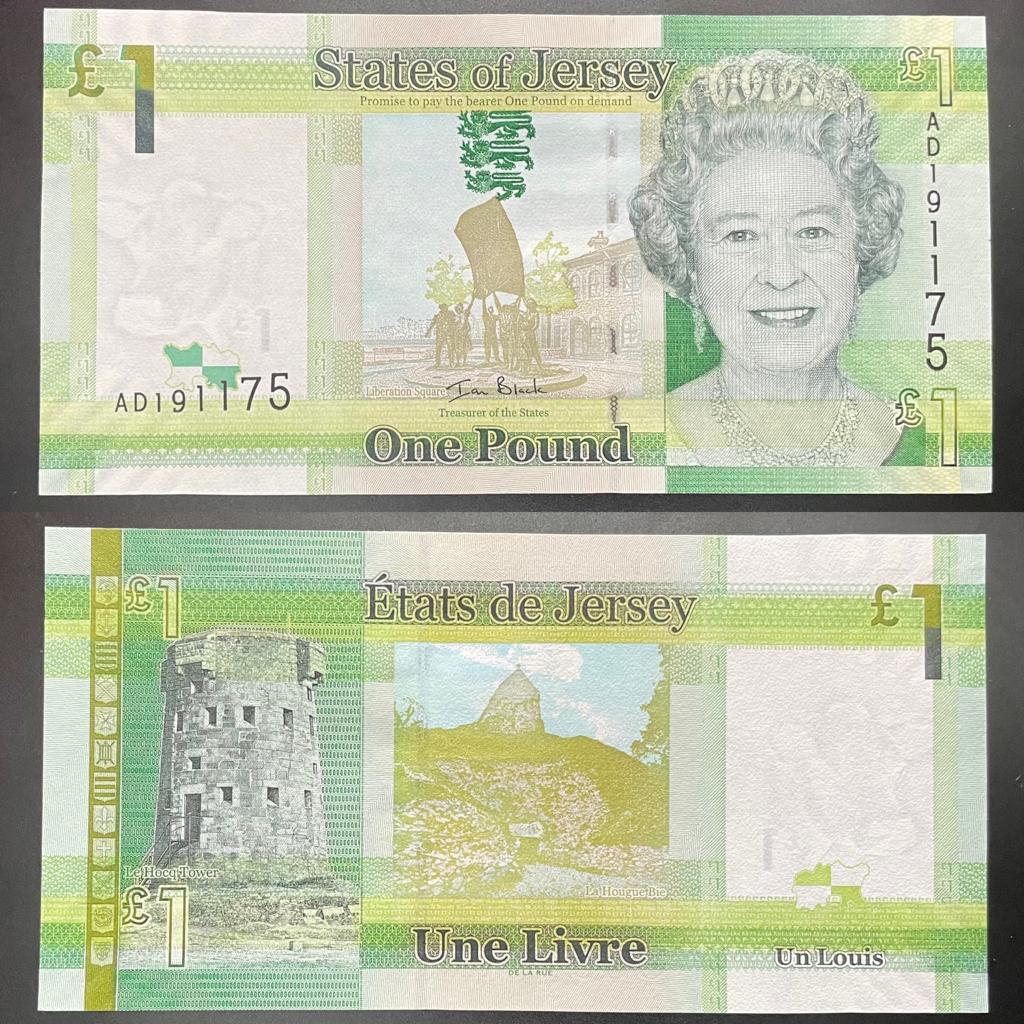 £1
States of Jersey
£1
Promise to pay the bearer One Pound on demand
AD191175
£1
AD191175
Liberation Square
Ian Black
Treasurer of the States
£1
One Pound
£1
États de Jersey
£1
Le Hocq Tower
La Hougue Bie
£1
Une Livre
Un Louis
DE LA RUE